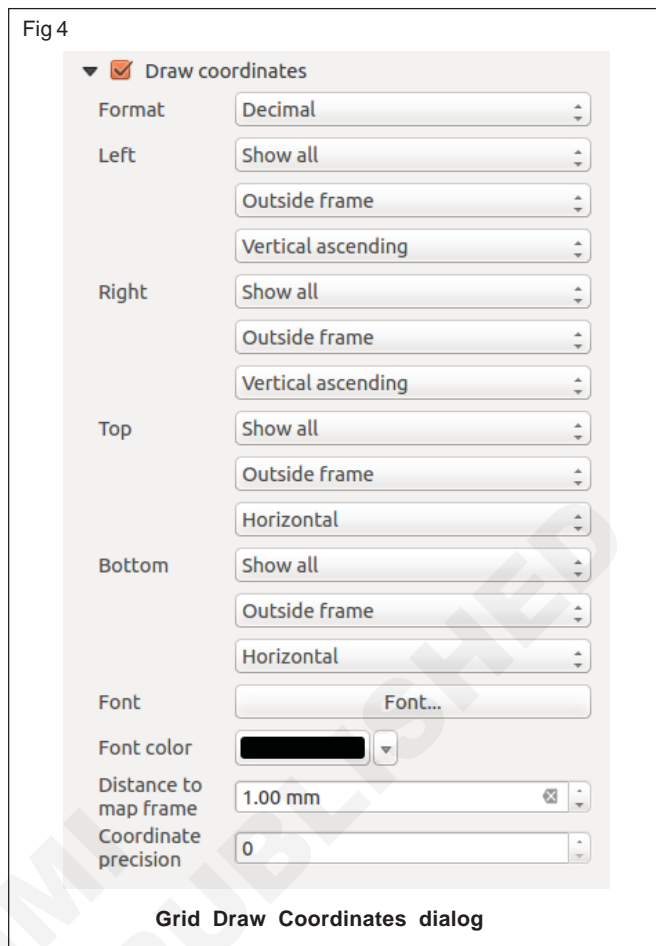 Fig 4
Draw coordinates
Format Decimal
Left Show all
Outside frame
Vertical ascending
Right Show all
Outside frame
Vertical ascending
Top Show all
Outside frame
Horizontal
Bottom Show all
Outside frame
Horizontal
Font Font...
Font color
Distance to
map frame 1.00 mm
Coordinate
precision 0
Grid Draw Coordinates dialog
MI
PUBLISHED